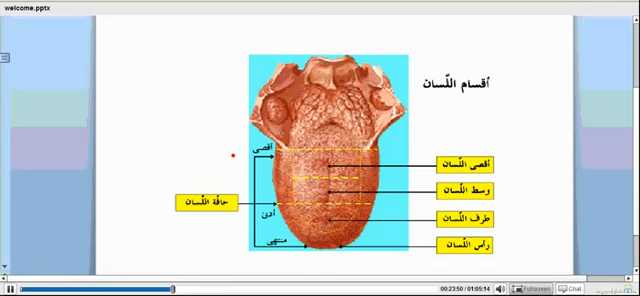 welcome.pptx
أقسام اللّسان
أقصى
أقصى اللّسان
وسط اللّسان
حافّة اللّسان
أدنى
طرف اللّسان
منتهى
رأس اللّسان
00:23:50 / 01:05:14
Fullscreen
Chat